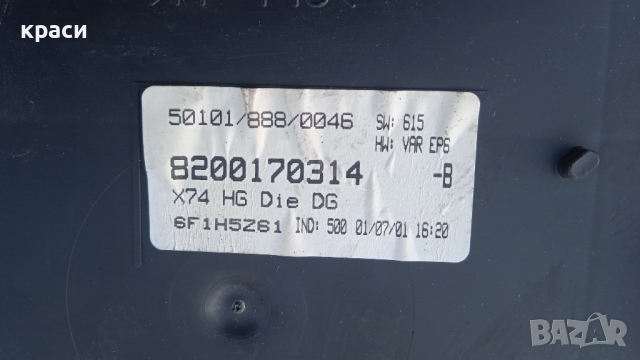 краси
50101/888/0046 SW: 615
HW: VAR EP6
8200170314 -B
X74 HG Die DG
6F1H5Z61 IND: 500 01/07/01 16:20
BAZAR